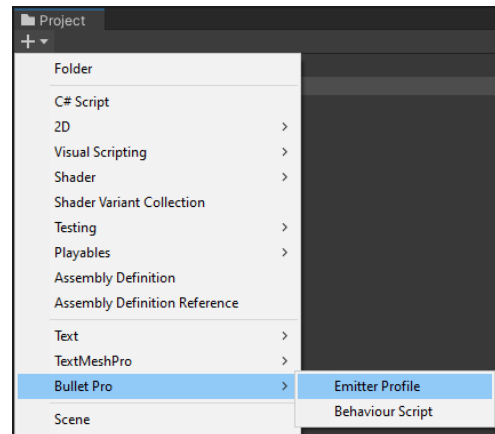 Project
Folder
C# Script
2D
Visual Scripting
Shader
Shader Variant Collection
Testing
Playables
Assembly Definition
Assembly Definition Reference
Text
TextMeshPro
Bullet Pro
Emitter Profile
Behaviour Script
Scene